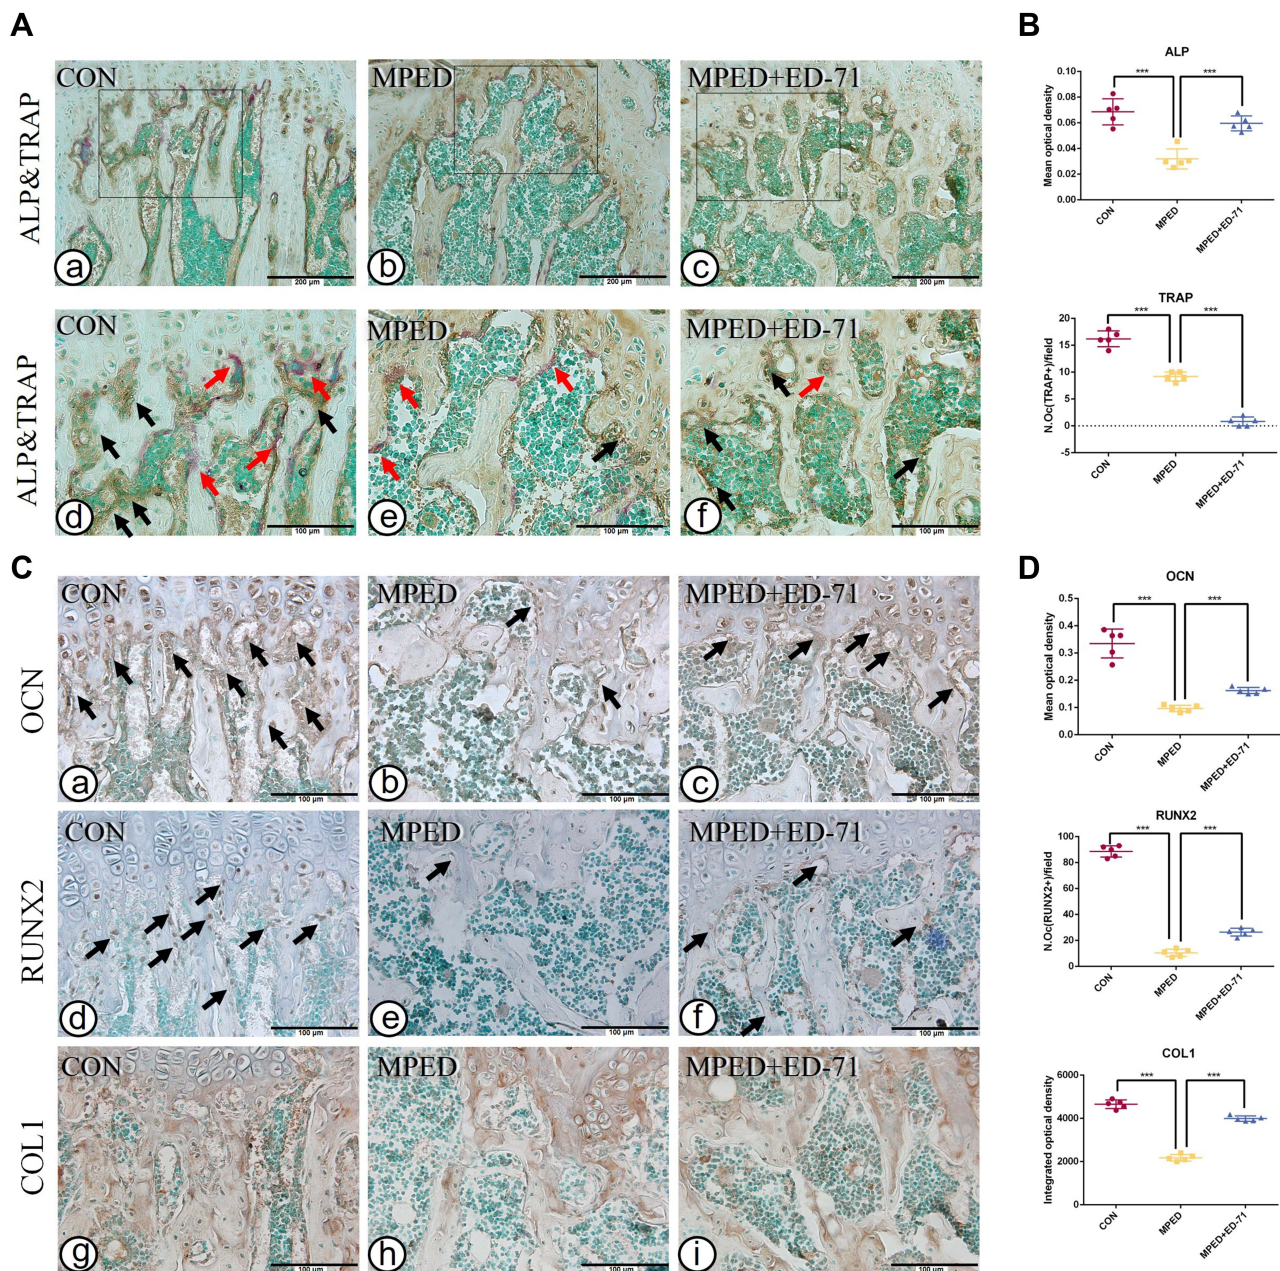 A
B
ALP&TRAP
CON
a
200 μm
MPED
b
200 μm
MPED+ED-71
c
200 μm
ALP&TRAP
CON
d
100 μm
MPED
e
100 μm
MPED+ED-71
f
100 μm
ALP
Mean optical density
0.10
0.08
0.06
0.04
0.02
0.00
***
***
CON
MPED
MPED+ED-71
TRAP
N.Oc(TRAP+)/field
20
15
10
5
0
-5
***
***
CON
MPED
MPED+ED-71
C
D
OCN
CON
a
100 μm
MPED
b
100 μm
MPED+ED-71
c
100 μm
RUNX2
CON
d
100 μm
MPED
e
100 μm
MPED+ED-71
f
100 μm
COL1
CON
g
100 μm
MPED
h
100 μm
MPED+ED-71
i
100 μm
OCN
Mean optical density
0.5
0.4
0.3
0.2
0.1
0.0
***
***
CON
MPED
MPED+ED-71
RUNX2
N.Oc(RUNX2+)/field
100
80
60
40
20
0
***
***
CON
MPED
MPED+ED-71
COL1
Integrated optical density
6000
4000
2000
0
***
***
CON
MPED
MPED+ED-71